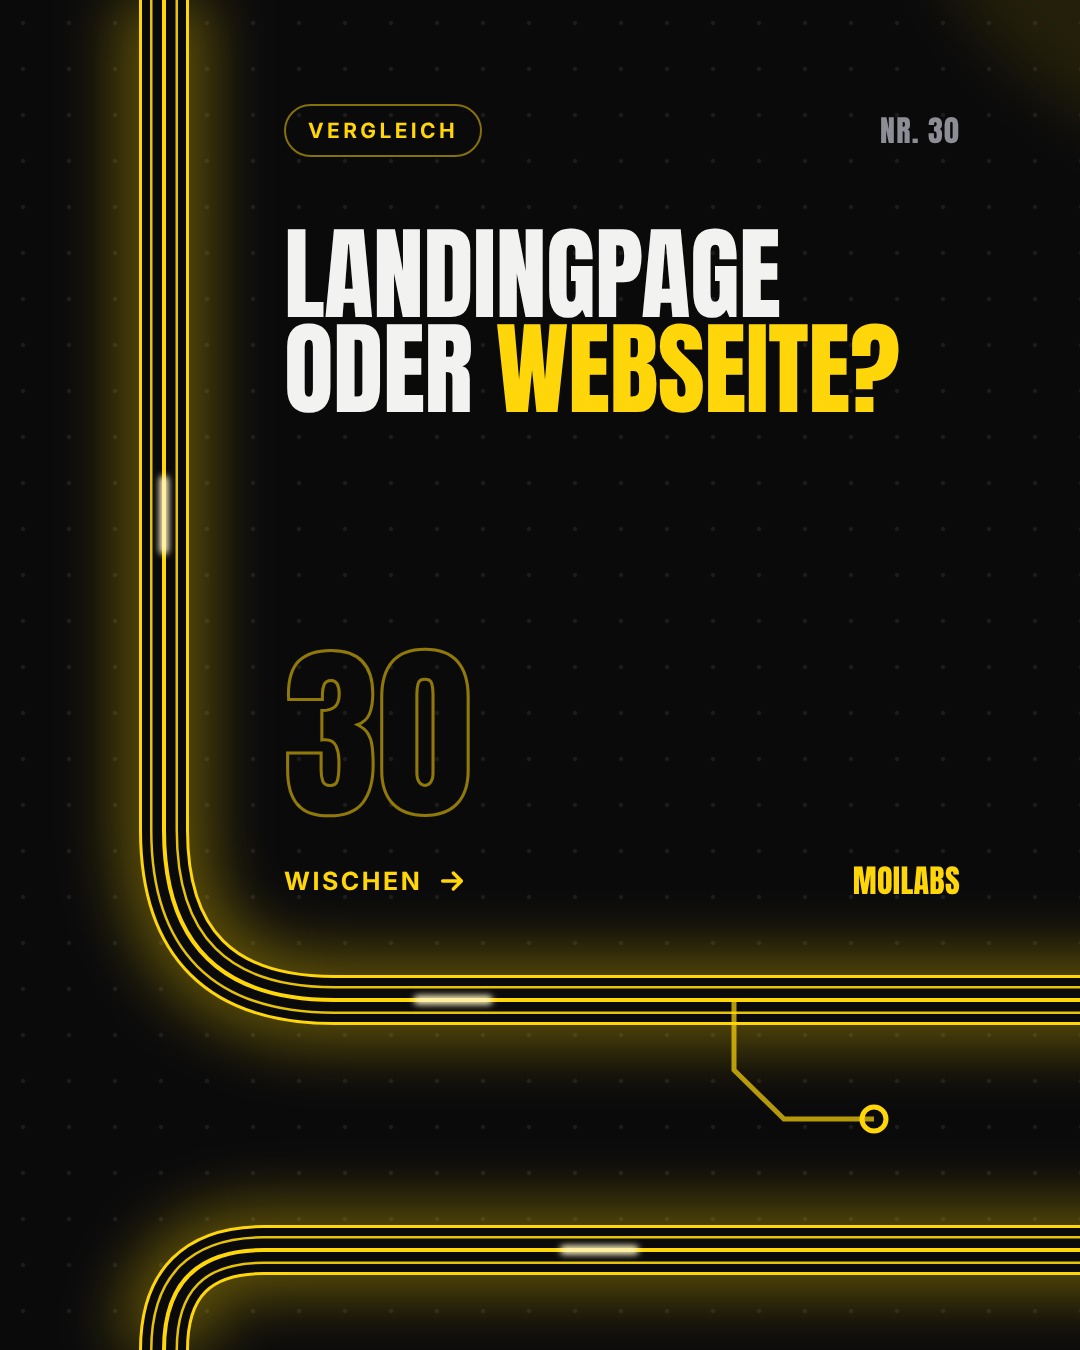 VERGLEICH
NR. 30
LANDINGPAGE
ODER WEBSEITE?
30
WISCHEN →
MOILABS